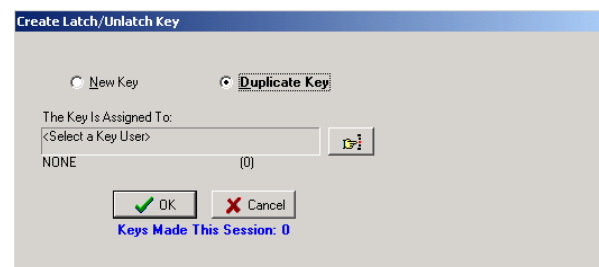 Create Latch/Unlatch Key
New Key Duplicate Key
The Key Is Assigned To:
<Select a Key User>
NONE (0)
OK Cancel
Keys Made This Session: 0